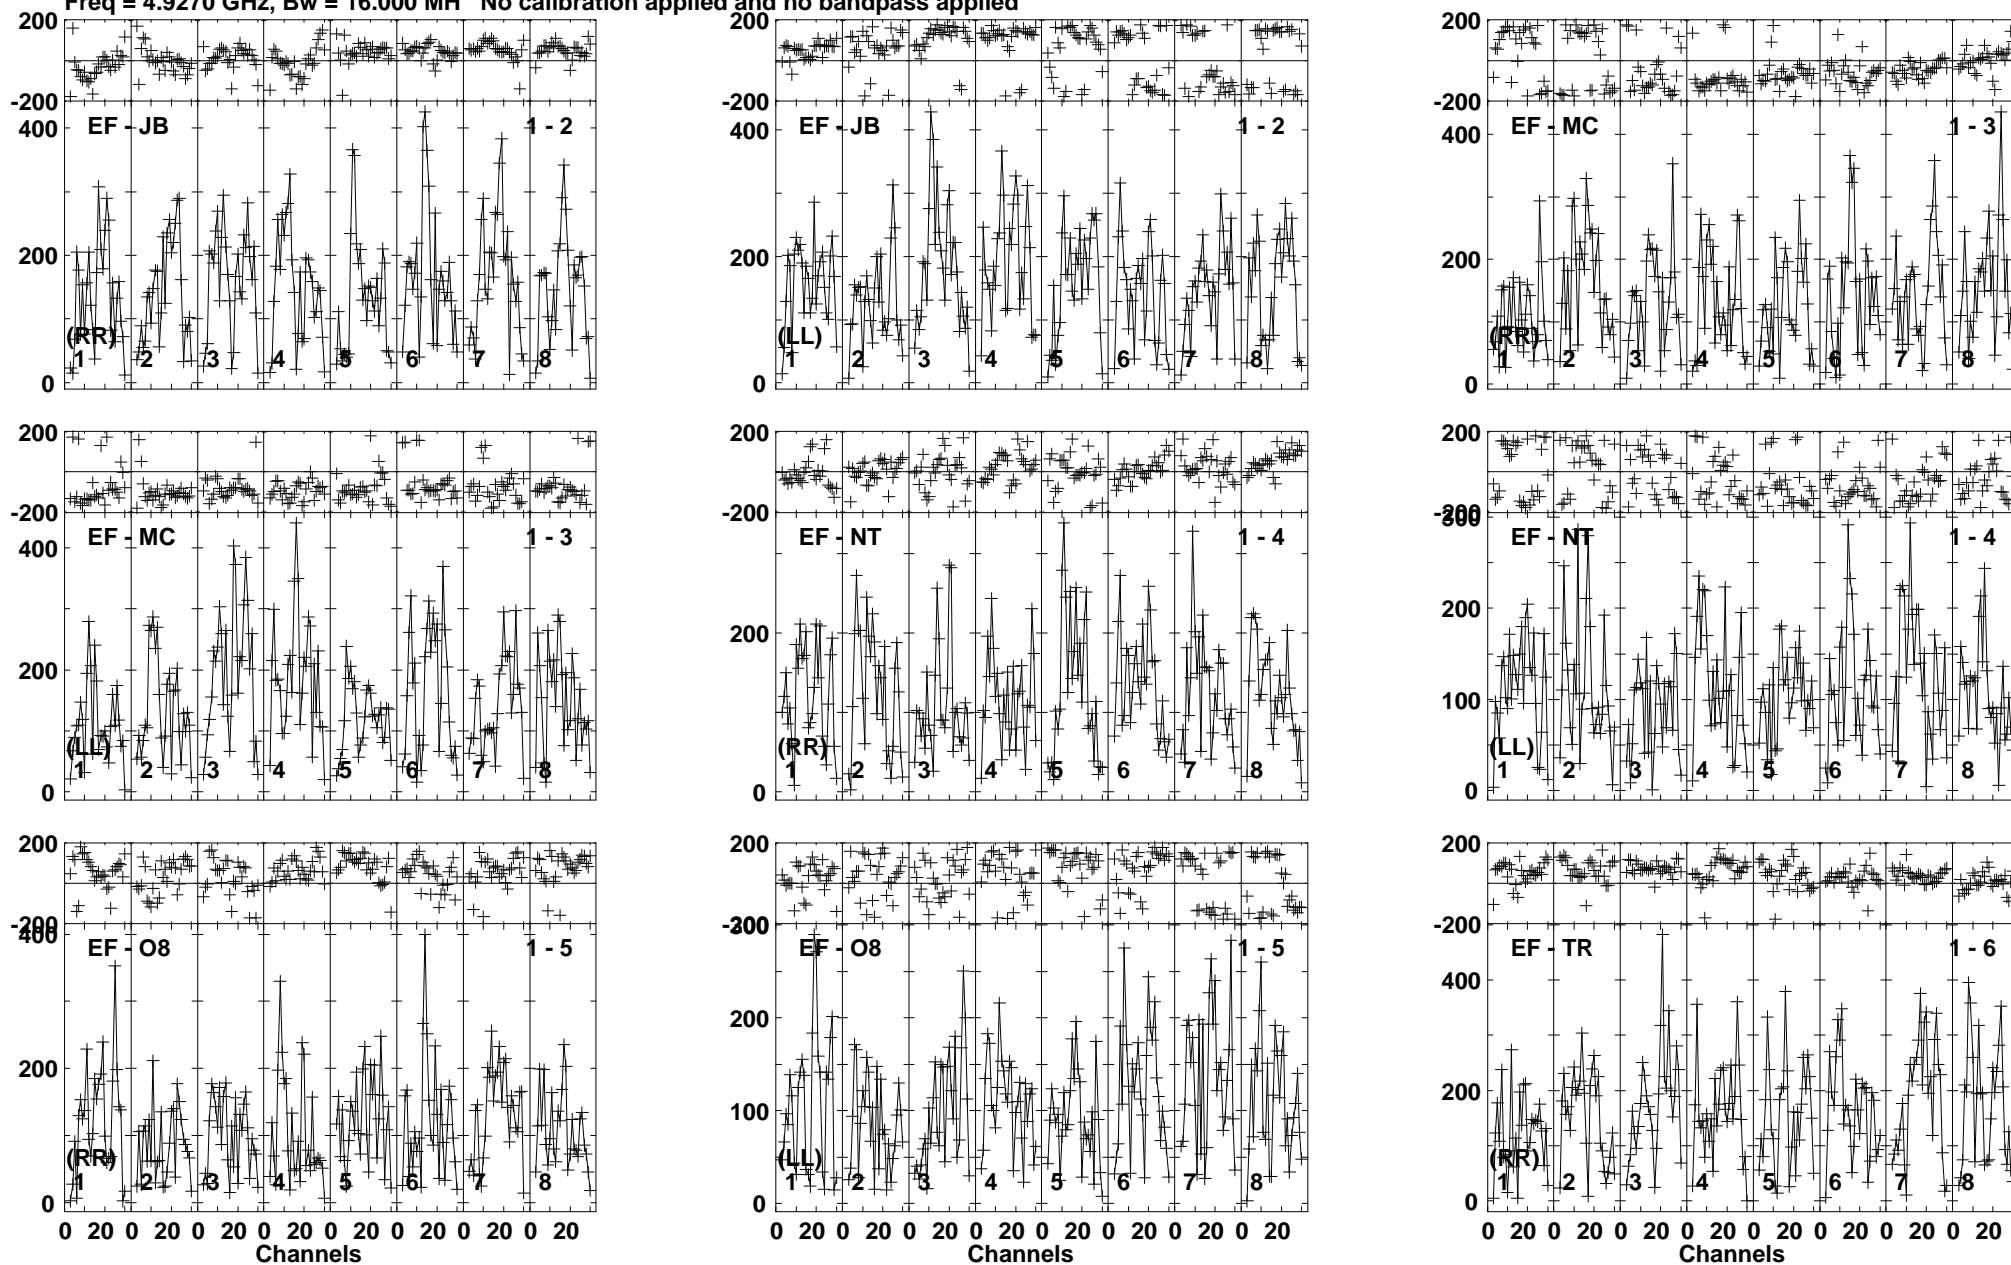 Freq = 4.9270 GHz, Bw = 16.000 MH No calibration applied and no bandpass applied
200 200 200
-200 -200 -200
400 EF - JB 1 - 2 400 EF - JB 1 - 2 400 EF - MC 1 - 3
200 200 200
(RR) (LL) (RR)
1 2 3 4 5 6 7 8 1 2 3 4 5 6 7 8 1 2 3 4 5 6 7 8
0 0 0
200 200 200
-200 -200 -200
300
400 EF - MC 1 - 3 EF - NT 1 - 4 EF - NT 1 - 4
200 200 200
100
(LL) (RR) (LL)
1 2 3 4 5 6 7 8 1 2 3 4 5 6 7 8 1 2 3 4 5 6 7 8
0 0 0
200 200 200
-200 -200 -200
400 300
EF - O8 1 - 5 EF - O8 1 - 5 EF - TR 1 - 6
400
200 200 200
100
(RR) (LL) (RR)
1 2 3 4 5 6 7 8 1 2 3 4 5 6 7 8 1 2 3 4 5 6 7 8
0 0 0
0 20 0 20 0 20 0 20 0 20 0 20 0 20 0 20 0 20 0 20 0 20 0 20 0 20 0 20 0 20 0 20 0 20 0 20 0 20 0 20 0 20 0 20 0 20 0 20
Channels Channels Channels